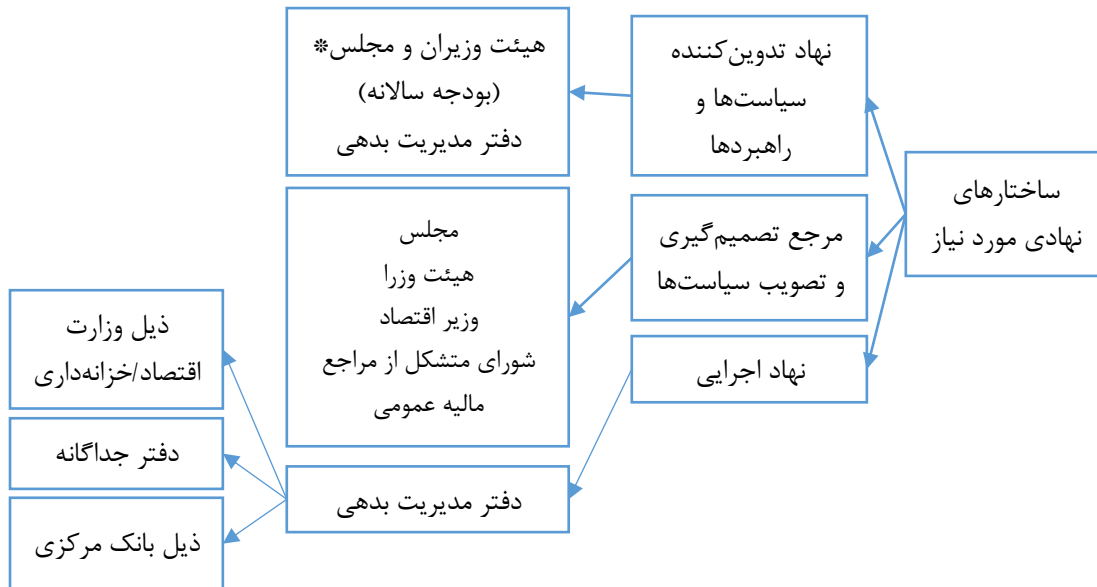 ساختارهای
نهادی مورد نیاز
نهاد تدوین‌کننده
سیاست‌ها و
راهبردها
هیئت وزیران و مجلس*
(بودجه سالانه)
دفتر مدیریت بدهی
مرجع تصمیم‌گیری
و تصویب سیاست‌ها
مجلس
هیئت وزرا
وزیر اقتصاد
شورای متشکل از مراجع
مالیه عمومی
نهاد اجرایی
دفتر مدیریت بدهی
ذیل وزارت
اقتصاد/خزانه‌داری
دفتر جداگانه
ذیل بانک مرکزی